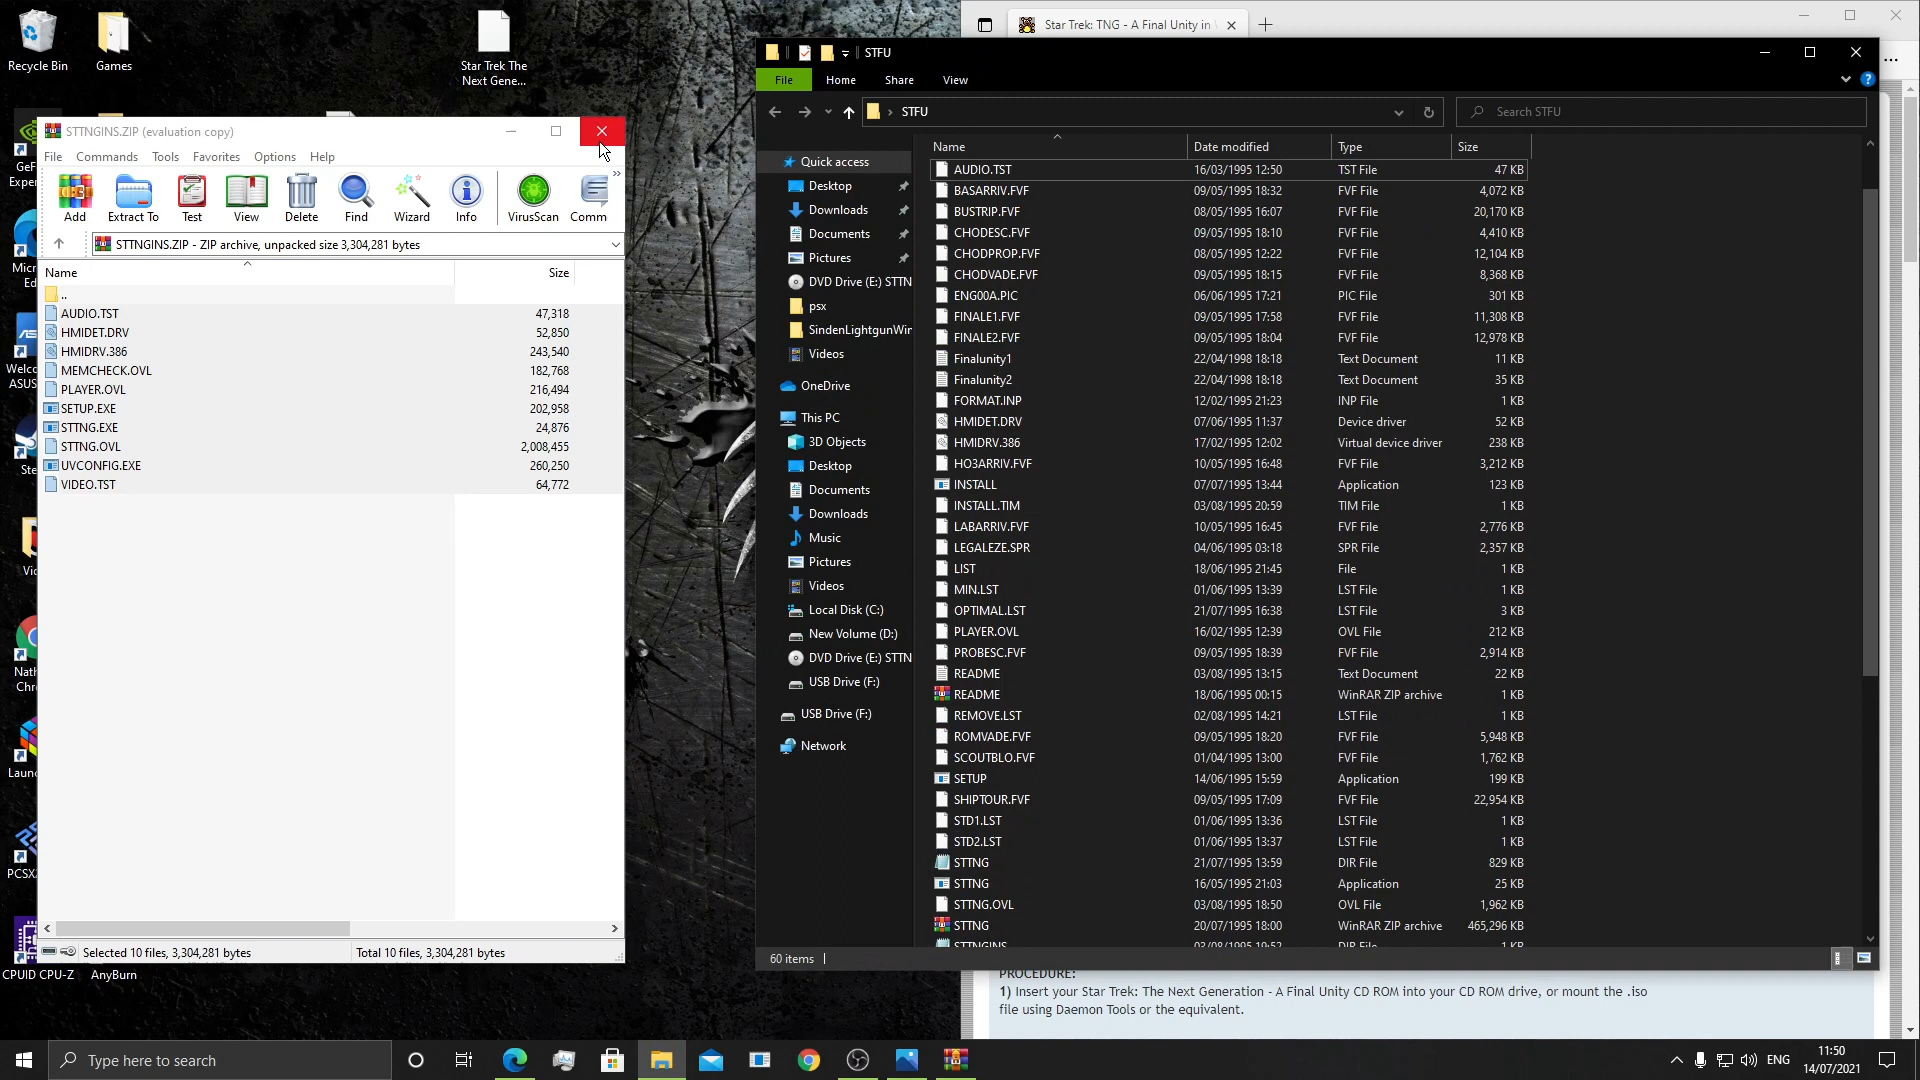 Recycle Bin
Games
Star Trek The
Next Gene...
GeF
Exper
Micro
Ed
Welco
ASUS
Ste
Vic
Nath
Chr
Laun
PCSX
CPUID CPU-Z
AnyBurn
STTNGINS.ZIP (evaluation copy)
File Commands Tools Favorites Options Help
Add Extract To Test View Delete Find Wizard Info VirusScan Comm
STTNGINS.ZIP - ZIP archive, unpacked size 3,304,281 bytes
Name Size
..
AUDIO.TST 47,318
HMIDET.DRV 52,850
HMIDRV.386 243,540
MEMCHECK.OVL 182,768
PLAYER.OVL 216,494
SETUP.EXE 202,958
STTNG.EXE 24,876
STTNG.OVL 2,008,455
UVCONFIG.EXE 260,250
VIDEO.TST 64,772
Selected 10 files, 3,304,281 bytes Total 10 files, 3,304,281 bytes
Star Trek: TNG - A Final Unity in
STFU
File Home Share View
STFU
Search STFU
Quick access
Desktop
Downloads
Documents
Pictures
DVD Drive (E:) STTN
psx
SindenLightgunWir
Videos
OneDrive
This PC
3D Objects
Desktop
Documents
Downloads
Music
Pictures
Videos
Local Disk (C:)
New Volume (D:)
DVD Drive (E:) STTN
USB Drive (F:)
USB Drive (F:)
Network
Name Date modified Type Size
AUDIO.TST 16/03/1995 12:50 TST File 47 KB
BASARRIV.FVF 09/05/1995 18:32 FVF File 4,072 KB
BUSTRIP.FVF 08/05/1995 16:07 FVF File 20,170 KB
CHODESC.FVF 09/05/1995 18:10 FVF File 4,410 KB
CHODPROP.FVF 08/05/1995 12:22 FVF File 12,104 KB
CHODVADE.FVF 09/05/1995 18:15 FVF File 8,368 KB
ENG00A.PIC 06/06/1995 17:21 PIC File 301 KB
FINALE1.FVF 09/05/1995 17:58 FVF File 11,308 KB
FINALE2.FVF 09/05/1995 18:04 FVF File 12,978 KB
Finalunity1 22/04/1998 18:18 Text Document 11 KB
Finalunity2 22/04/1998 18:18 Text Document 35 KB
FORMAT.INP 12/02/1995 21:23 INP File 1 KB
HMIDET.DRV 07/06/1995 11:37 Device driver 52 KB
HMIDRV.386 17/02/1995 12:02 Virtual device driver 238 KB
HO3ARRIV.FVF 10/05/1995 16:48 FVF File 3,212 KB
INSTALL 07/07/1995 13:44 Application 123 KB
INSTALL.TIM 03/08/1995 20:59 TIM File 1 KB
LABARRIV.FVF 10/05/1995 16:45 FVF File 2,776 KB
LEGALEZE.SPR 04/06/1995 03:18 SPR File 2,357 KB
LIST 18/06/1995 21:45 File 1 KB
MIN.LST 01/06/1995 13:39 LST File 1 KB
OPTIMAL.LST 21/07/1995 16:38 LST File 3 KB
PLAYER.OVL 16/02/1995 12:39 OVL File 212 KB
PROBESC.FVF 09/05/1995 18:39 FVF File 2,914 KB
README 03/08/1995 13:15 Text Document 22 KB
README 18/06/1995 00:15 WinRAR ZIP archive 1 KB
REMOVE.LST 02/08/1995 14:21 LST File 1 KB
ROMVADE.FVF 09/05/1995 18:20 FVF File 5,948 KB
SCOUTBLO.FVF 01/04/1995 13:00 FVF File 1,762 KB
SETUP 14/06/1995 15:59 Application 199 KB
SHIPTOUR.FVF 09/05/1995 17:09 FVF File 22,954 KB
STD1.LST 01/06/1995 13:36 LST File 1 KB
STD2.LST 01/06/1995 13:37 LST File 1 KB
STTNG 21/07/1995 13:59 DIR File 829 KB
STTNG 16/05/1995 21:03 Application 25 KB
STTNG.OVL 03/08/1995 18:50 OVL File 1,962 KB
STTNG 20/07/1995 18:00 WinRAR ZIP archive 465,296 KB
STTNGINS 03/08/1995 19:52 DIR File 1 KB
60 items
PROCEDURE:
1) Insert your Star Trek: The Next Generation - A Final Unity CD ROM into your CD ROM drive, or mount the .iso
file using Daemon Tools or the equivalent.
Type here to search
ENG
11:50
14/07/2021